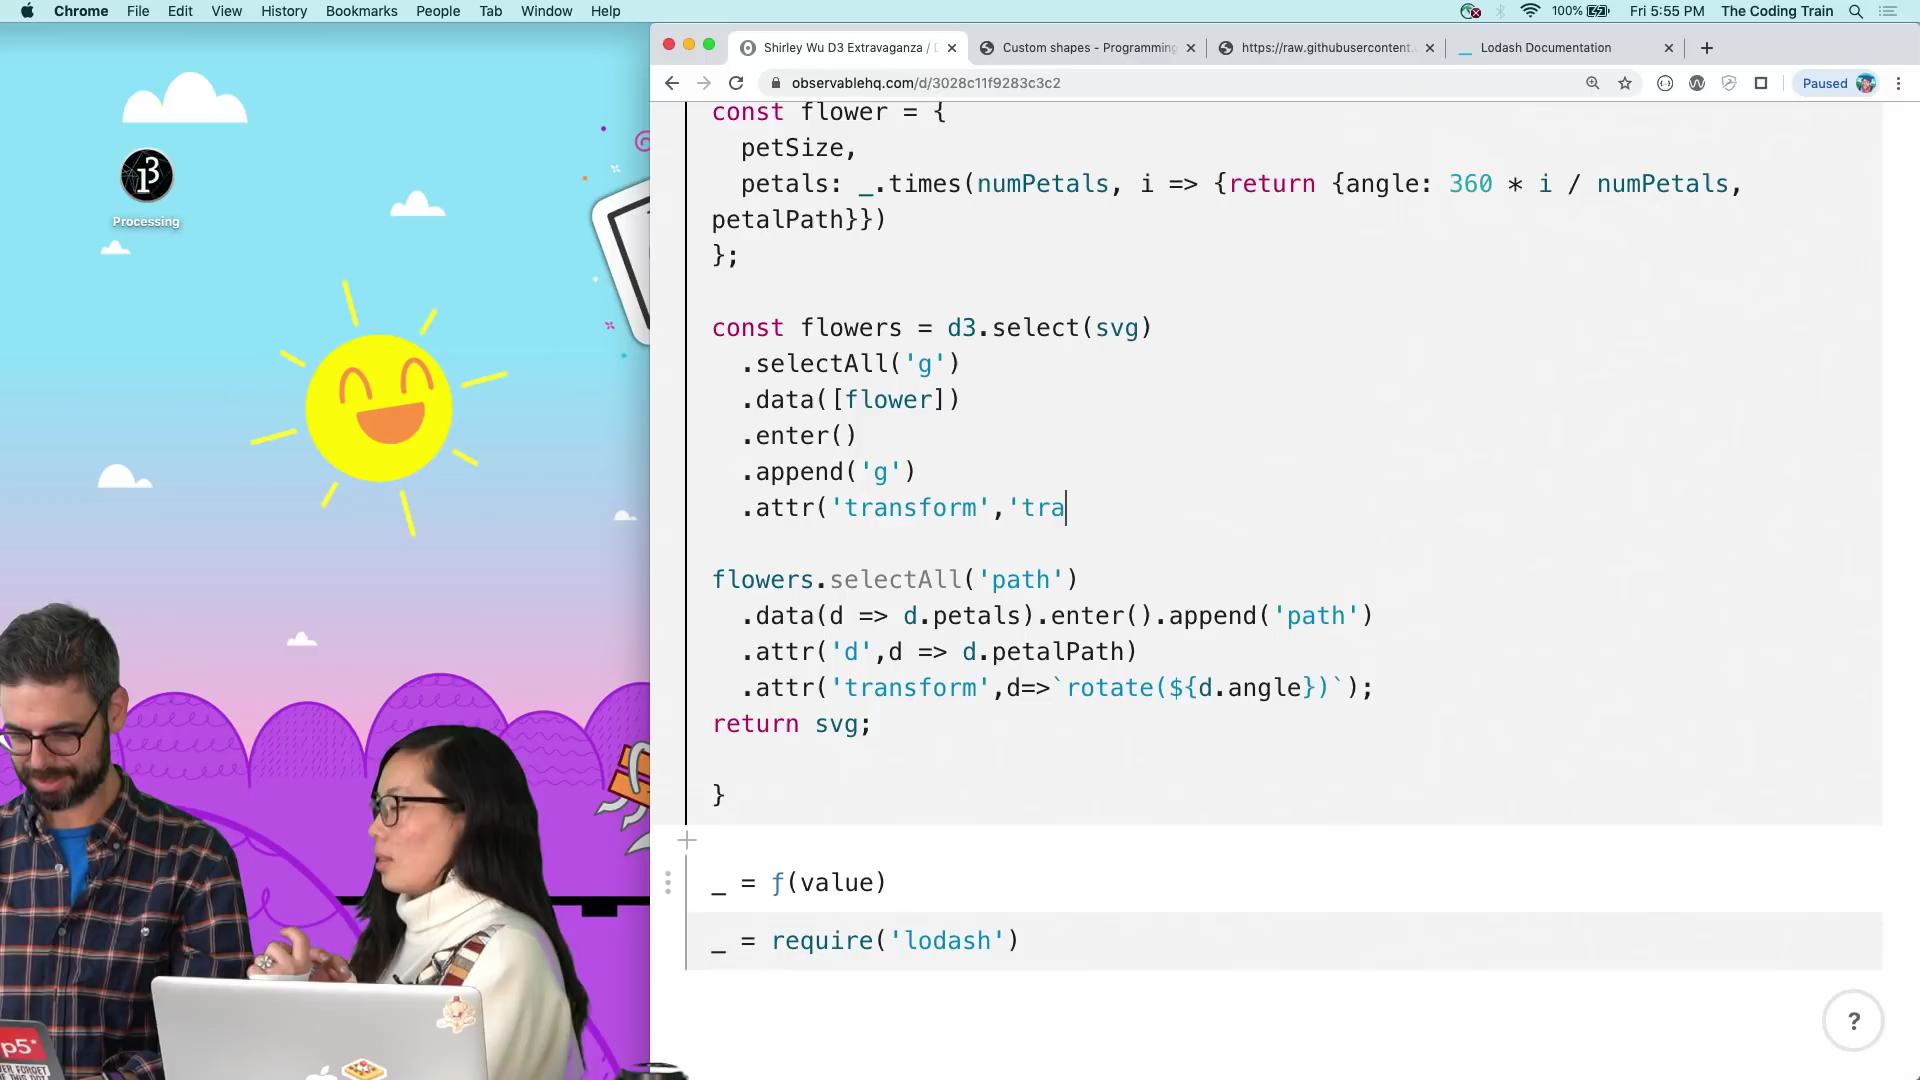 Chrome File Edit View History Bookmarks People Tab Window Help
100% Fri 5:55 PM The Coding Train
Shirley Wu D3 Extravaganza / D
Custom shapes - Programming
https://raw.githubusercontent.
Lodash Documentation
observablehq.com/d/3028c11f9283c3c2
Paused
Processing
const flower = {
petSize,
petals: _.times(numPetals, i => {return {angle: 360 * i / numPetals,
petalPath}})
};
const flowers = d3.select(svg)
.selectAll('g')
.data([flower])
.enter()
.append('g')
.attr('transform','tra
flowers.selectAll('path')
.data(d => d.petals).enter().append('path')
.attr('d',d => d.petalPath)
.attr('transform',d=>`rotate(${d.angle})`);
return svg;
}
_ = ƒ(value)
_ = require('lodash')
?
p5*